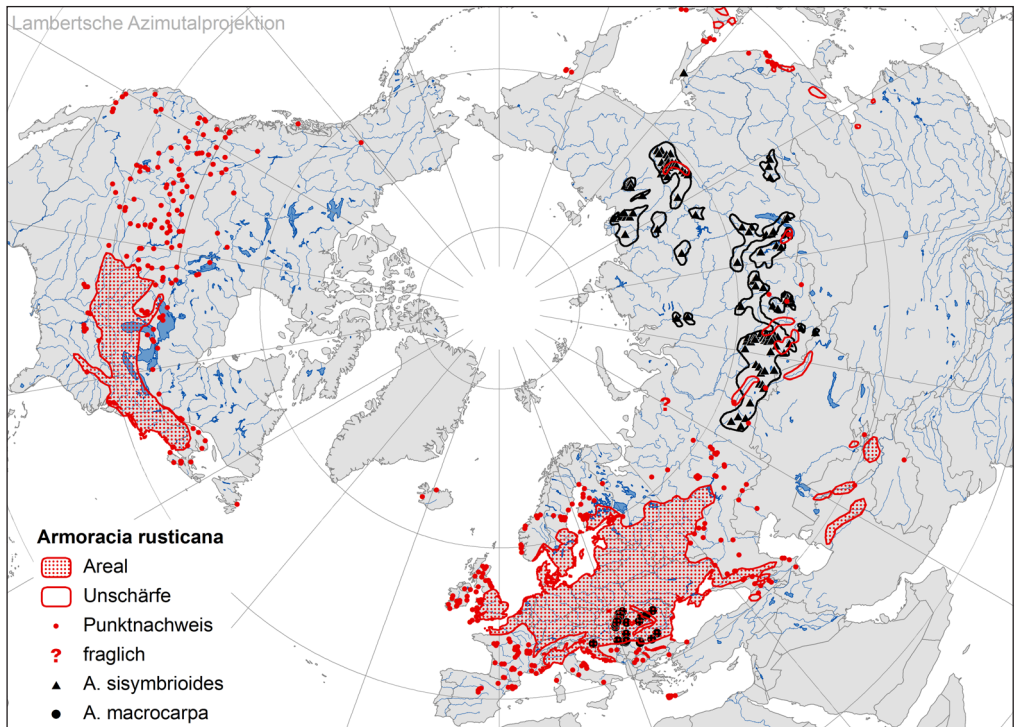 Lambertsche Azimutalprojektion
?
Armoracia rusticana
Areal
Unschärfe
Punktnachweis
? fraglich
A. sisymbrioides
A. macrocarpa